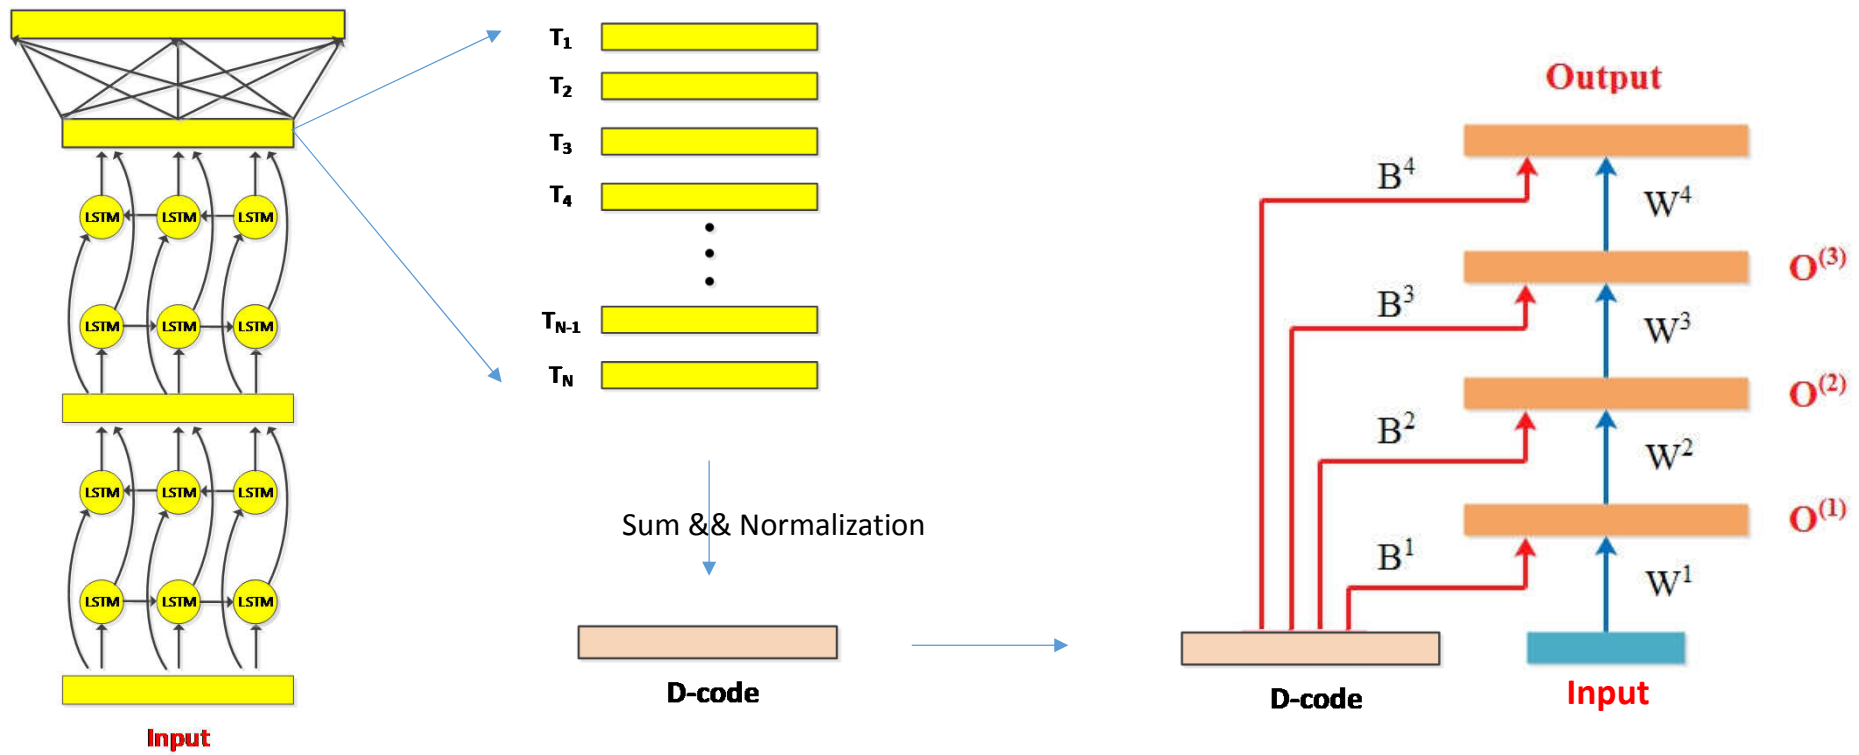 LSTM LSTM LSTM
LSTM LSTM LSTM
LSTM LSTM LSTM
LSTM LSTM LSTM
Input
T1
T2
T3
T4
TN-1
TN
Sum && Normalization
D-code
Output
B4
W4
O(3)
B3
W3
O(2)
B2
W2
O(1)
B1
W1
D-code
Input